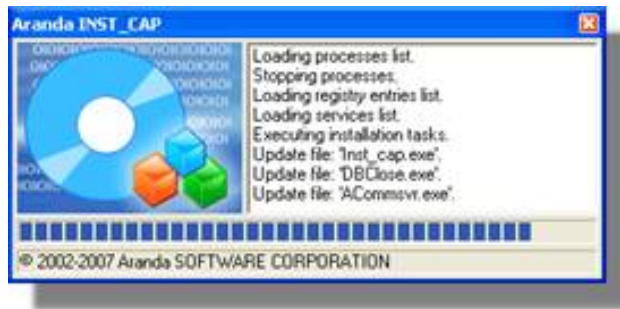 Aranda INST_CAP
Loading processes list.
Stopping processes.
Loading registry entries list.
Loading services list.
Executing installation tasks.
Update file: "Inst_cap.exe".
Update file: "DBClose.exe".
Update file: "ACommsvr.exe".
© 2002-2007 Aranda SOFTWARE CORPORATION